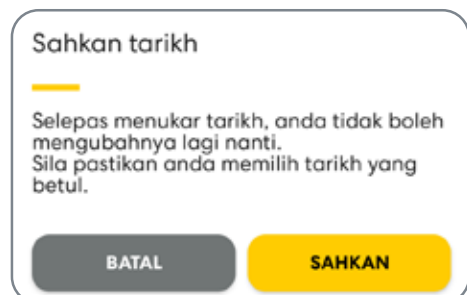 Sahkan tarikh
Selepas menukar tarikh, anda tidak boleh
mengubahnya lagi nanti.
Sila pastikan anda memilih tarikh yang
betul.
BATAL
SAHKAN